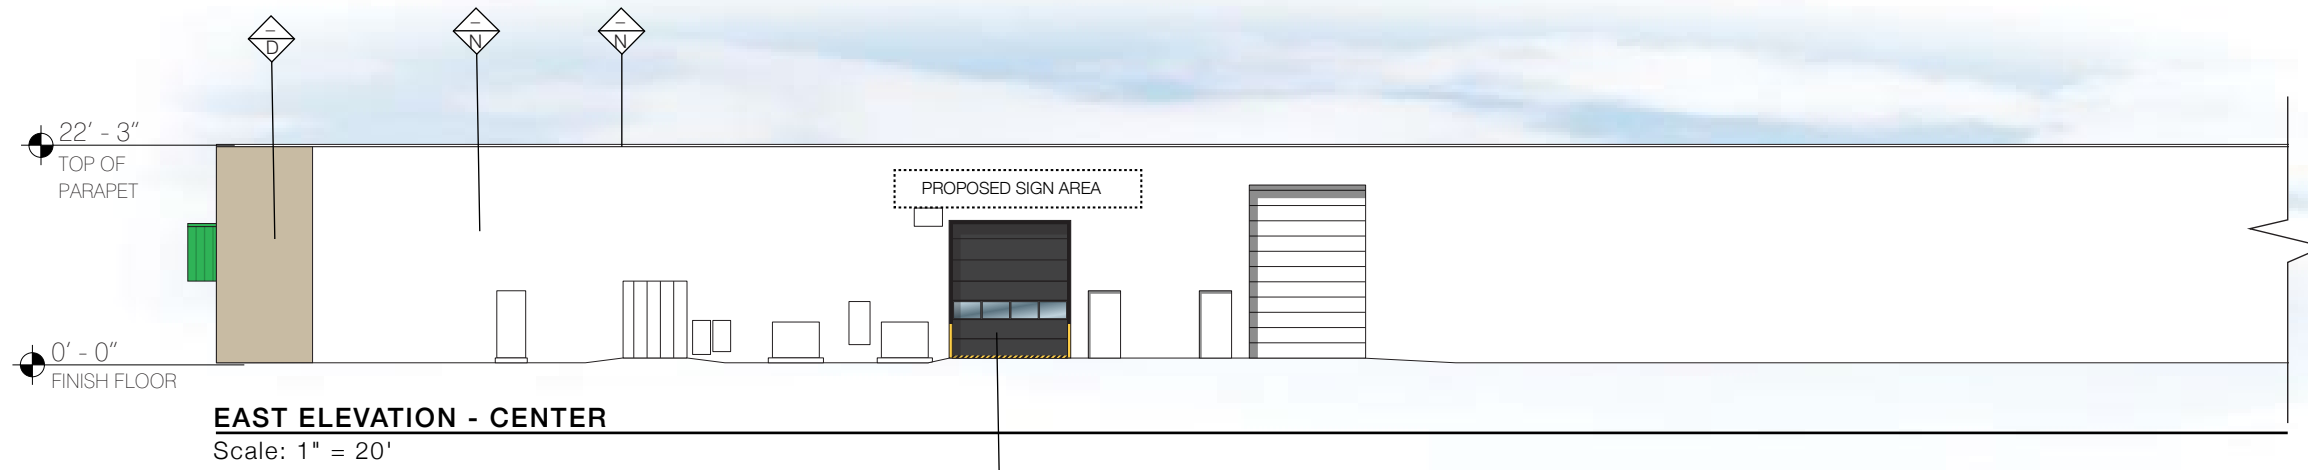 –
D
–
N
–
N
22' - 3"
TOP OF
PARAPET
PROPOSED SIGN AREA
0' - 0"
FINISH FLOOR
EAST ELEVATION - CENTER
Scale: 1" = 20'